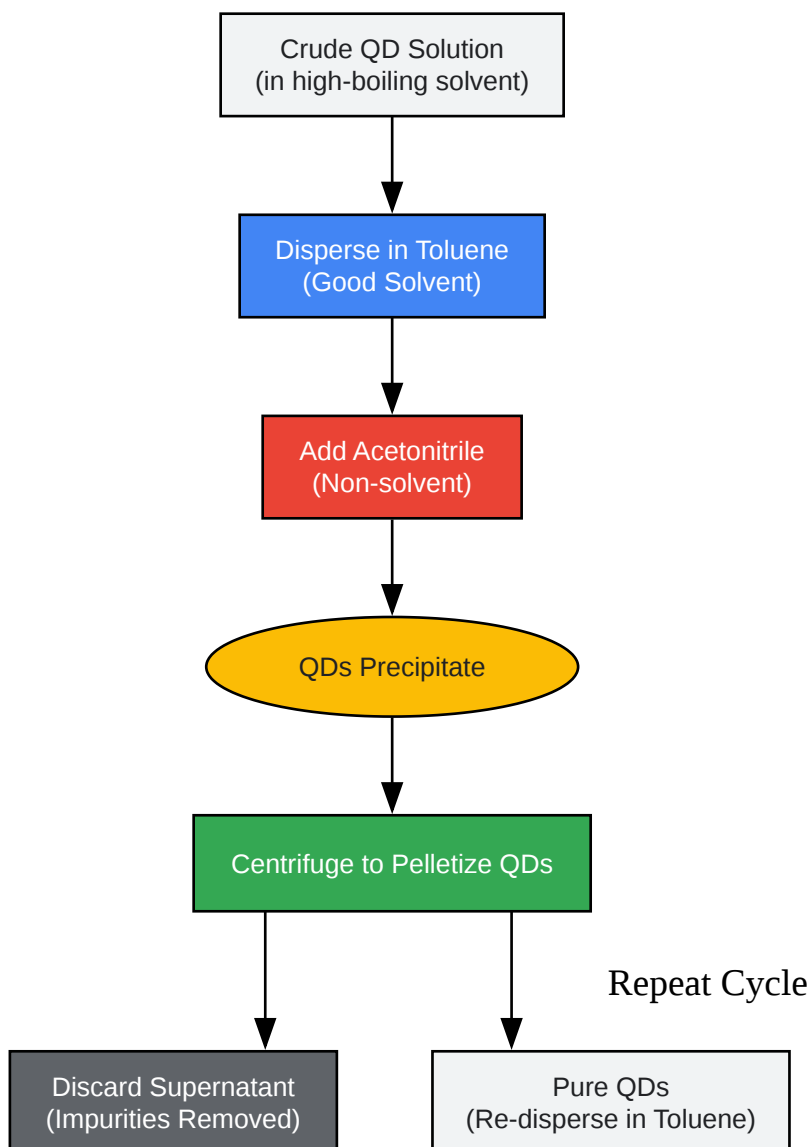 Crude QD Solution
(in high-boiling solvent)
Disperse in Toluene
(Good Solvent)
Add Acetonitrile
(Non-solvent)
QDs Precipitate
Centrifuge to Pelletize QDs
Repeat Cycle
Discard Supernatant
(Impurities Removed)
Pure QDs
(Re-disperse in Toluene)